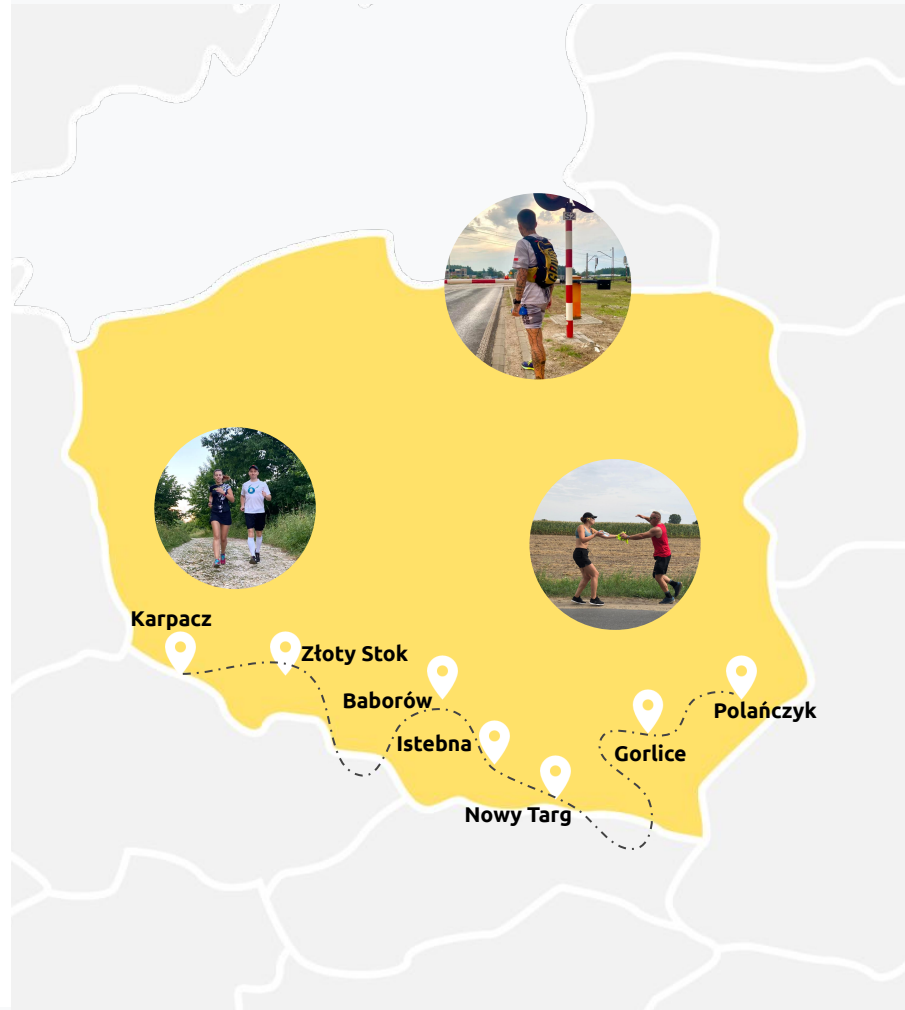 Karpacz
Złoty Stok
Baborów
Istebna
Nowy Targ
Gorlice
Polańczyk